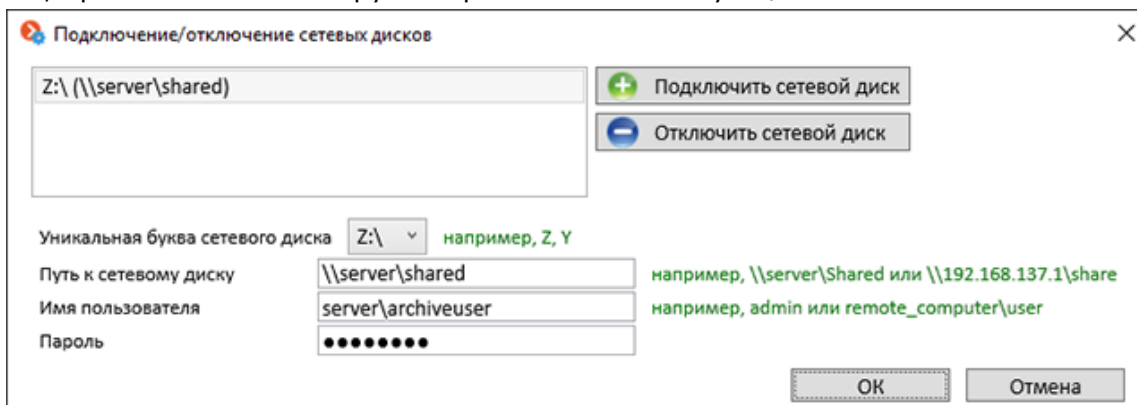 Подключение/отключение сетевых дисков
Z:\ (\\server\shared)
Подключить сетевой диск
Отключить сетевой диск
Уникальная буква сетевого диска Z:\ например, Z, Y
Путь к сетевому диску \\server\shared например, \\server\Shared или \\192.168.137.1\share
Имя пользователя server\archiveuser например, admin или remote_computer\user
Пароль ●●●●●●●●
ОК Отмена